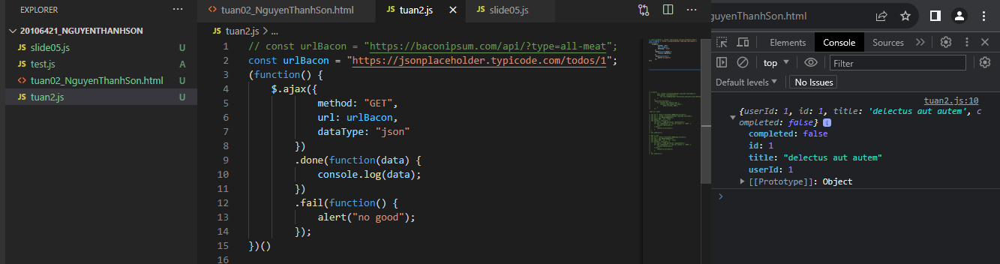 EXPLORER
20106421_NGUYENTHANHSON
JS slide05.js U
JS test.js A
<> tuan02_NguyenThanhSon.html U
JS tuan2.js U
<> tuan02_NguyenThanhSon.html
JS tuan2.js
JS slide05.js
JS tuan2.js > ...
1 // const urlBacon = "https://baconipsum.com/api/?type=all-meat";
2 const urlBacon = "https://jsonplaceholder.typicode.com/todos/1";
3 (function() {
4 $.ajax({
5 method: "GET",
6 url: urlBacon,
7 dataType: "json"
8 })
9 .done(function(data) {
10 console.log(data);
11 })
12 .fail(function() {
13 alert("no good");
14 });
15 })()
16
guyenThanhSon.html
Elements Console Sources »
top Filter
Default levels No Issues
tuan2.js:10
{userId: 1, id: 1, title: 'delectus aut autem', c
ompleted: false} i
completed: false
id: 1
title: "delectus aut autem"
userId: 1
[[Prototype]]: Object
>